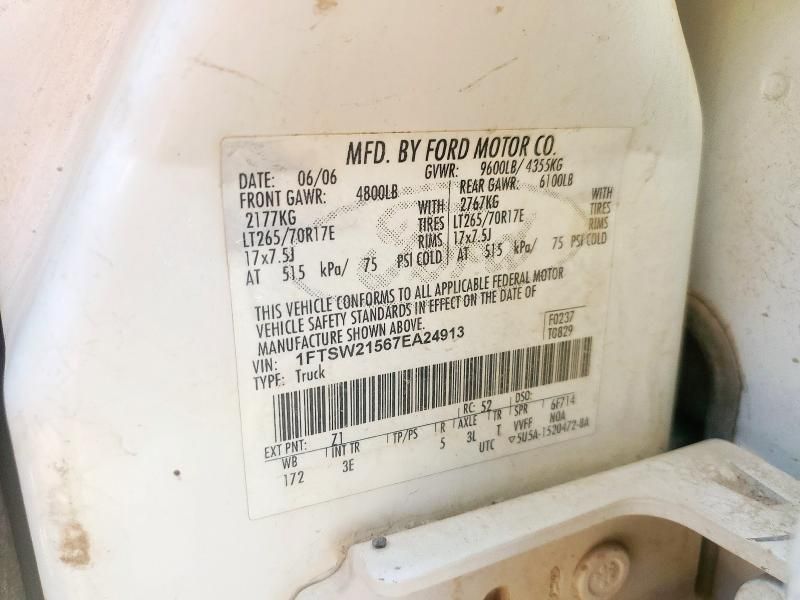 MFD. BY FORD MOTOR CO.
DATE: 06/06 GVWR: 9600LB/ 4355KG
FRONT GAWR: 4800LB REAR GAWR: 6100LB
2177KG WITH 2767KG WITH
LT265/70R17E TIRES LT265/70R17E TIRES
17x7.5J RIMS 17x7.5J RIMS
AT 515 kPa/ 75 PSI COLD AT 515 kPa/ 75 PSI COLD
THIS VEHICLE CONFORMS TO ALL APPLICABLE FEDERAL MOTOR
VEHICLE SAFETY STANDARDS IN EFFECT ON THE DATE OF
MANUFACTURE SHOWN ABOVE.
VIN: 1FTSW21567EA24913 F0237
TYPE: Truck T0829
EXT PNT: Z1 RC: 52 DSO:
WB INT TR TP/PS R AXLE TR SPR 6F714
172 3E 5 3L T VVFF NOA
UTC ▽5U5A-1520472-BA